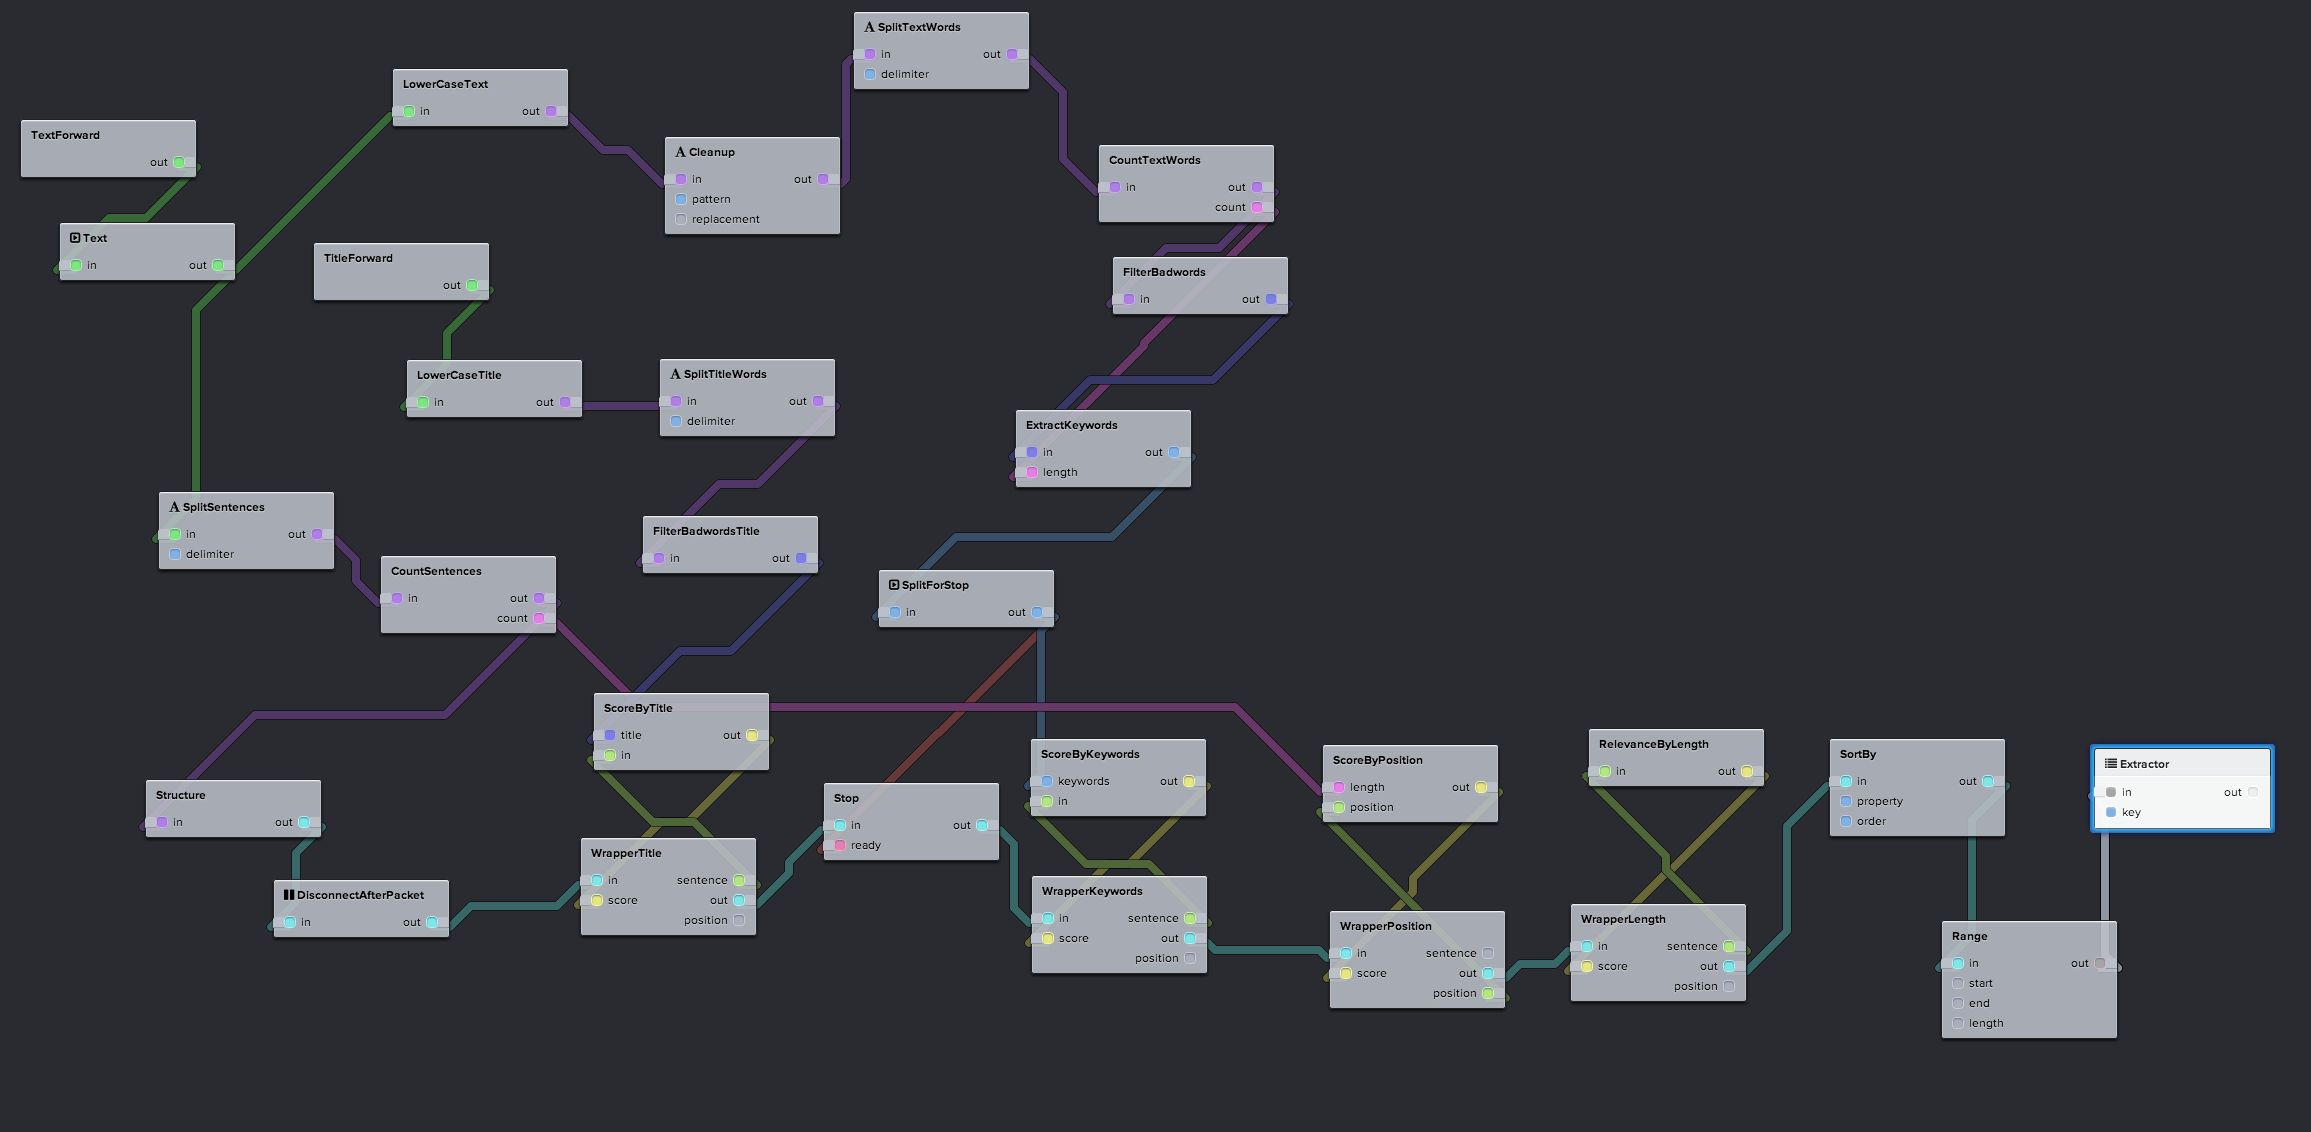 SplitTextWords
in out
delimiter
LowerCaseText
in out
TextForward
out
Cleanup
in out
pattern
replacement
CountTextWords
in out
count
Text
in out
TitleForward
out
FilterBadwords
in out
LowerCaseTitle
in out
SplitTitleWords
in out
delimiter
ExtractKeywords
in out
length
SplitSentences
in out
delimiter
FilterBadwordsTitle
in out
CountSentences
in out
count
SplitForStop
in out
ScoreByTitle
title out
in
ScoreByKeywords
keywords out
in
ScoreByPosition
length out
position
RelevanceByLength
in out
SortBy
in out
property
order
Extractor
in out
key
Structure
in out
Stop
in out
ready
WrapperTitle
in sentence
score out
position
DisconnectAfterPacket
in out
WrapperKeywords
in sentence
score out
position
WrapperPosition
in sentence
score out
position
WrapperLength
in sentence
score out
position
Range
in out
start
end
length